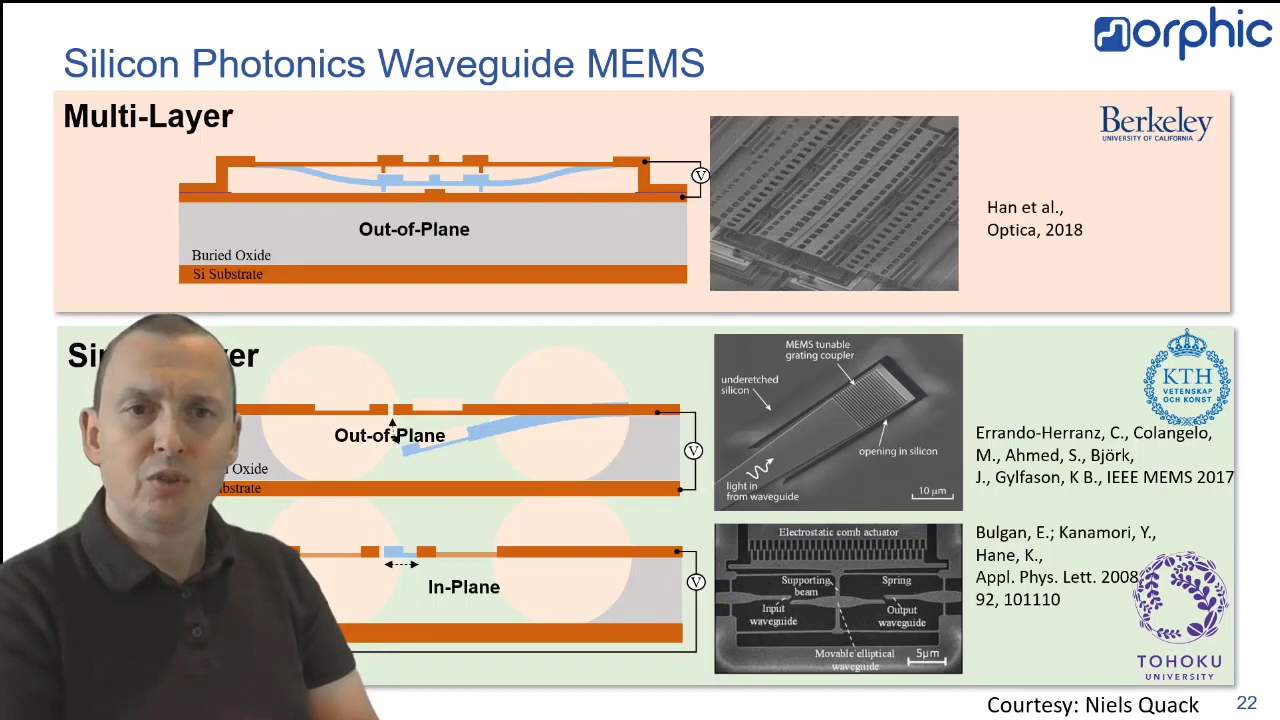 morphic
Silicon Photonics Waveguide MEMS
Multi-Layer
Berkeley
UNIVERSITY OF CALIFORNIA
V
Out-of-Plane
Buried Oxide
Si Substrate
Han et al.,
Optica, 2018
Out-of-Plane
Oxide
V
MEMS tunable
grating coupler
underetched
silicon
opening in silicon
light in
from waveguide
10 μm
KTH
VETENSKAP
OCH KONST
Errando-Herranz, C., Colangelo,
M., Ahmed, S., Björk,
J., Gylfason, K B., IEEE MEMS 2017
In-Plane
V
Electrostatic comb actuator
Supporting
beam
Spring
Input
waveguide
Output
waveguide
Movable elliptical
waveguide
5μm
Bulgan, E.; Kanamori, Y.,
Hane, K.,
Appl. Phys. Lett. 2008,
92, 101110
TOHOKU
UNIVERSITY
Courtesy: Niels Quack
22